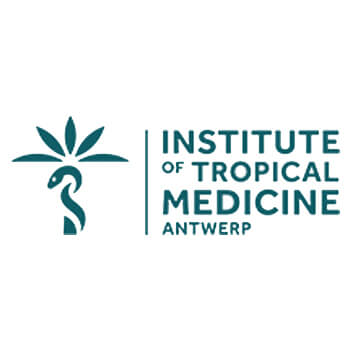 INSTITUTE
OF TROPICAL
MEDICINE
ANTWERP